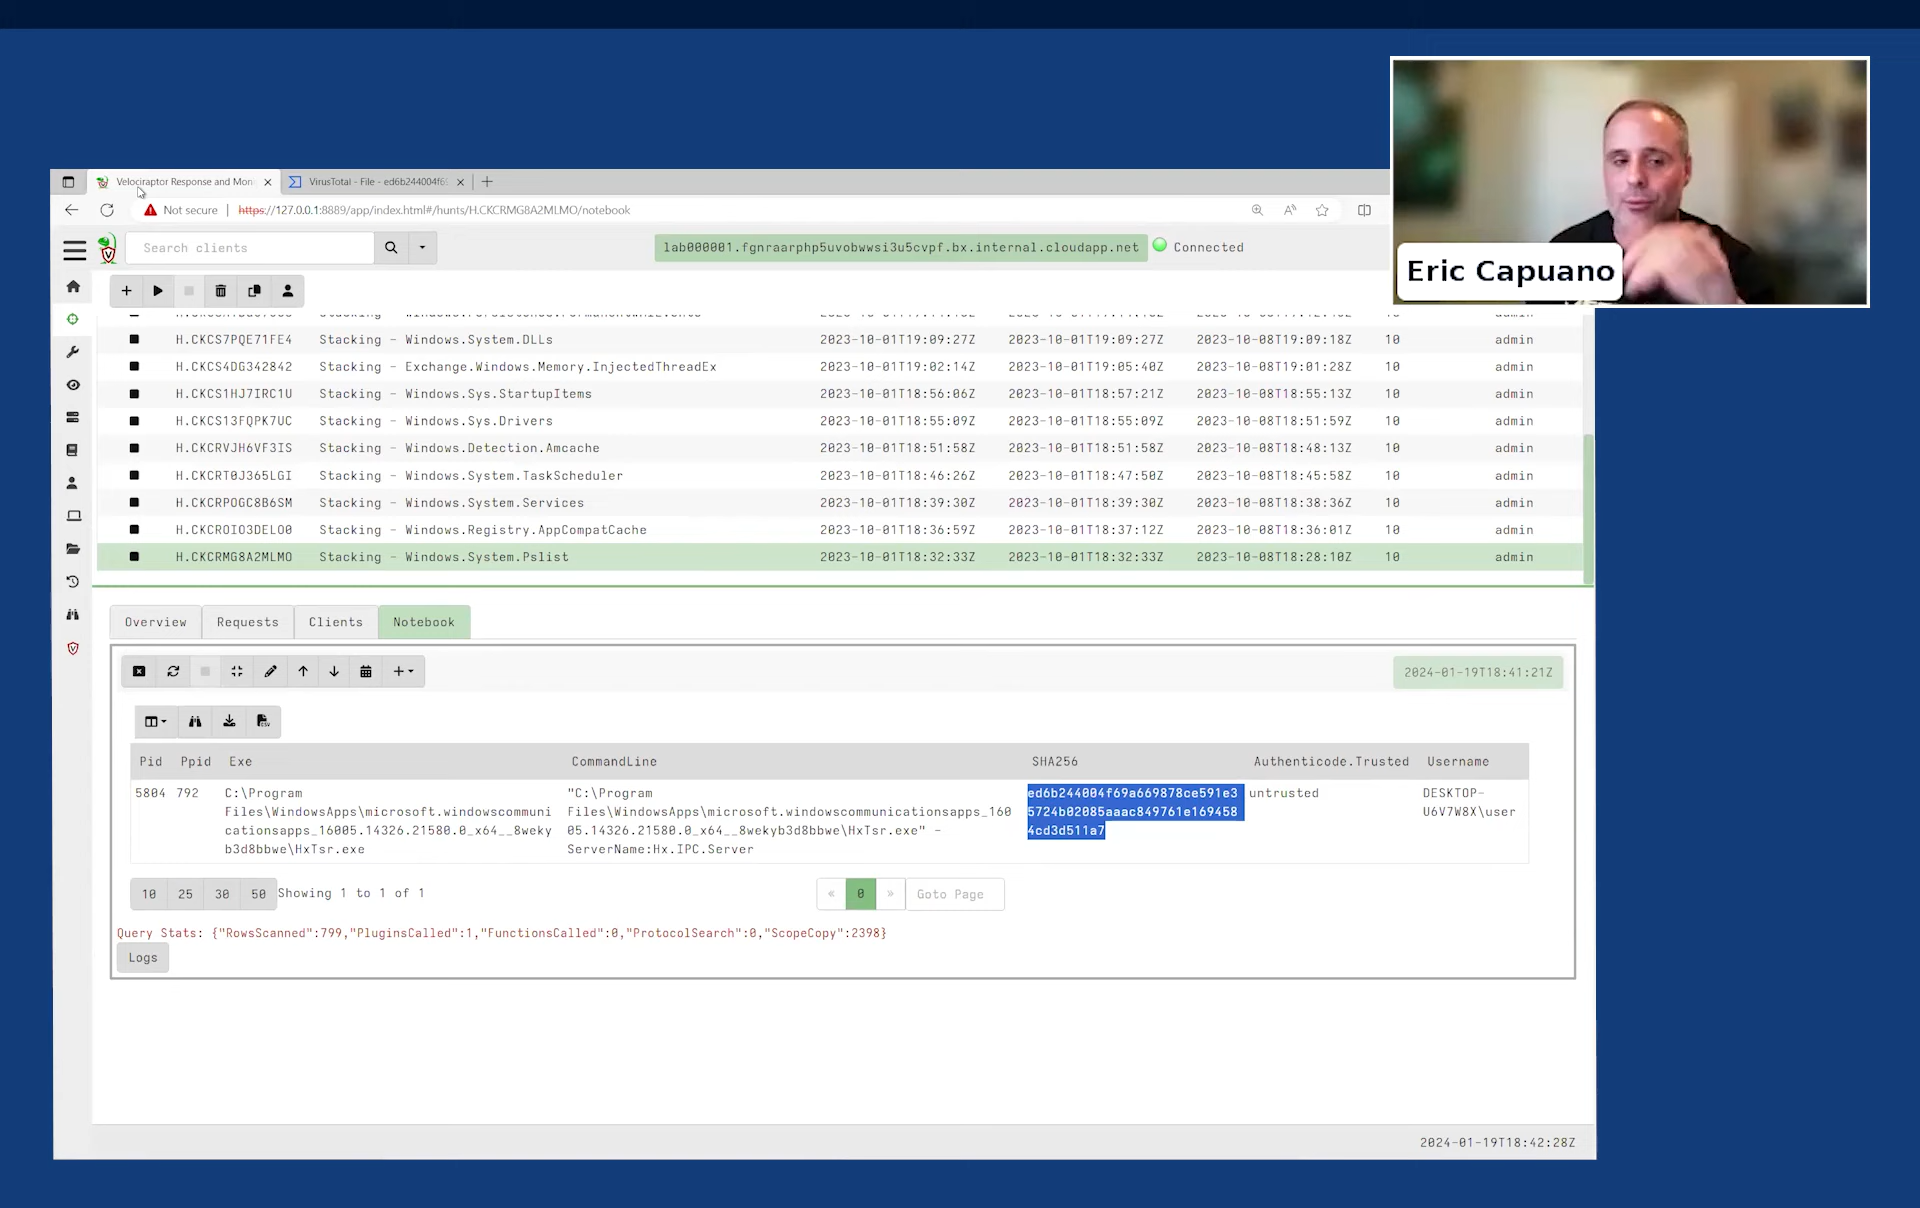 Velociraptor Response and Mon
VirusTotal - File - ed6b244004f69
Not secure
https://127.0.0.1:8889/app/index.html#/hunts/H.CKCRMG8A2MLMO/notebook
Search clients
lab000001.fgnraarphp5uvobwwsi3u5cvpf.bx.internal.cloudapp.net
Connected
Eric Capuano
H.CKCS7PQE71FE4 Stacking - Windows.System.DLLs 2023-10-01T19:09:27Z 2023-10-01T19:09:27Z 2023-10-08T19:09:18Z 10 admin
H.CKCS4DG342842 Stacking - Exchange.Windows.Memory.InjectedThreadEx 2023-10-01T19:02:14Z 2023-10-01T19:05:40Z 2023-10-08T19:01:28Z 10 admin
H.CKCS1HJ7IRC1U Stacking - Windows.Sys.StartupItems 2023-10-01T18:56:06Z 2023-10-01T18:57:21Z 2023-10-08T18:55:13Z 10 admin
H.CKCS13FQPK7UC Stacking - Windows.Sys.Drivers 2023-10-01T18:55:09Z 2023-10-01T18:55:09Z 2023-10-08T18:51:59Z 10 admin
H.CKCRVJH6VF3IS Stacking - Windows.Detection.Amcache 2023-10-01T18:51:58Z 2023-10-01T18:51:58Z 2023-10-08T18:48:13Z 10 admin
H.CKCRT0J365LGI Stacking - Windows.System.TaskScheduler 2023-10-01T18:46:26Z 2023-10-01T18:47:50Z 2023-10-08T18:45:58Z 10 admin
H.CKCRPOGC8B6SM Stacking - Windows.System.Services 2023-10-01T18:39:30Z 2023-10-01T18:39:30Z 2023-10-08T18:38:36Z 10 admin
H.CKCROIO3DELO0 Stacking - Windows.Registry.AppCompatCache 2023-10-01T18:36:59Z 2023-10-01T18:37:12Z 2023-10-08T18:36:01Z 10 admin
H.CKCRMG8A2MLMO Stacking - Windows.System.Pslist 2023-10-01T18:32:33Z 2023-10-01T18:32:33Z 2023-10-08T18:28:10Z 10 admin
Overview Requests Clients Notebook
2024-01-19T18:41:21Z
Pid Ppid Exe CommandLine SHA256 Authenticode.Trusted Username
5804 792 C:\Program "C:\Program ed6b244004f69a669878ce591e3 untrusted DESKTOP-
Files\WindowsApps\microsoft.windowscommuni Files\WindowsApps\microsoft.windowscommunicationsapps_160 5724b02085aaac849761e169458 U6V7W8X\user
cationsapps_16005.14326.21580.0_x64__8weky 05.14326.21580.0_x64__8wekyb3d8bbwe\HxTsr.exe" - 4cd3d511a7
b3d8bbwe\HxTsr.exe ServerName:Hx.IPC.Server
10 25 30 50 Showing 1 to 1 of 1 « 0 » Goto Page
Query Stats: {"RowsScanned":799,"PluginsCalled":1,"FunctionsCalled":0,"ProtocolSearch":0,"ScopeCopy":2398}
Logs
2024-01-19T18:42:28Z